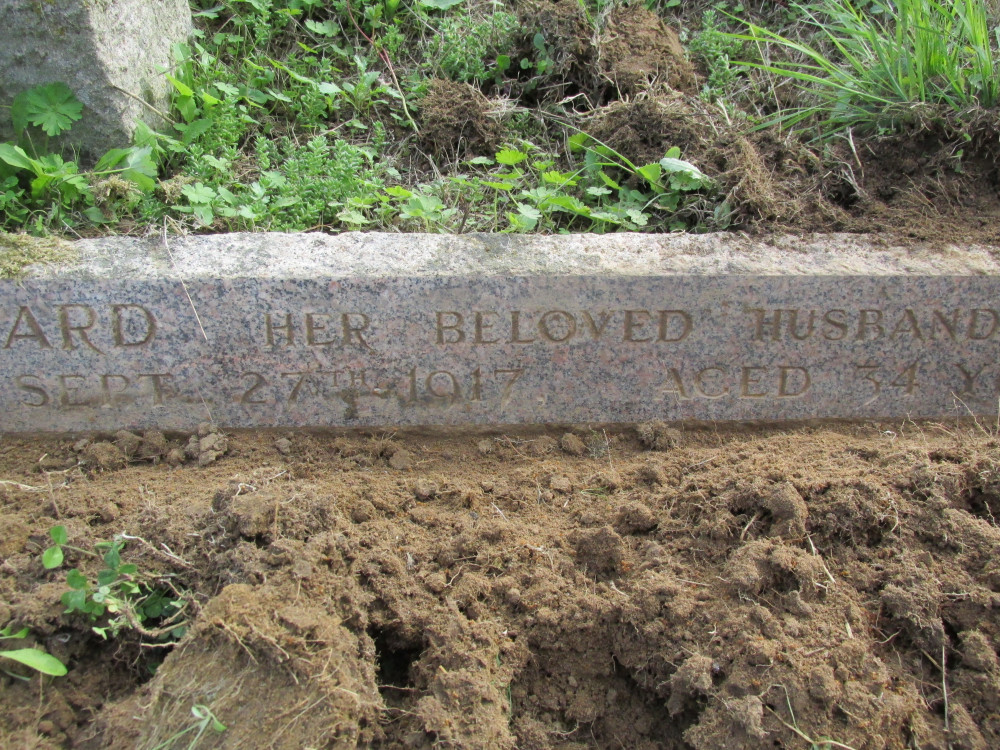 ARD HER BELOVED HUSBAND
SEPT 27TH 1917 AGED 34 Y